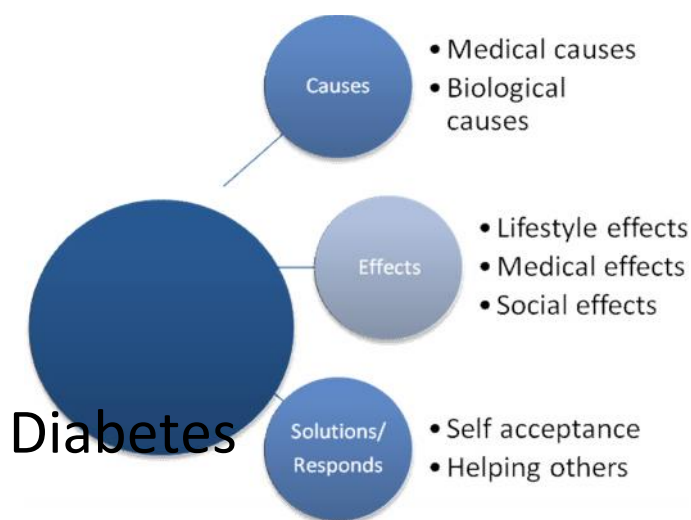 Causes
• Medical causes
• Biological
causes
Effects
• Lifestyle effects
• Medical effects
• Social effects
Diabetes
Solutions/
Responds
• Self acceptance
• Helping others